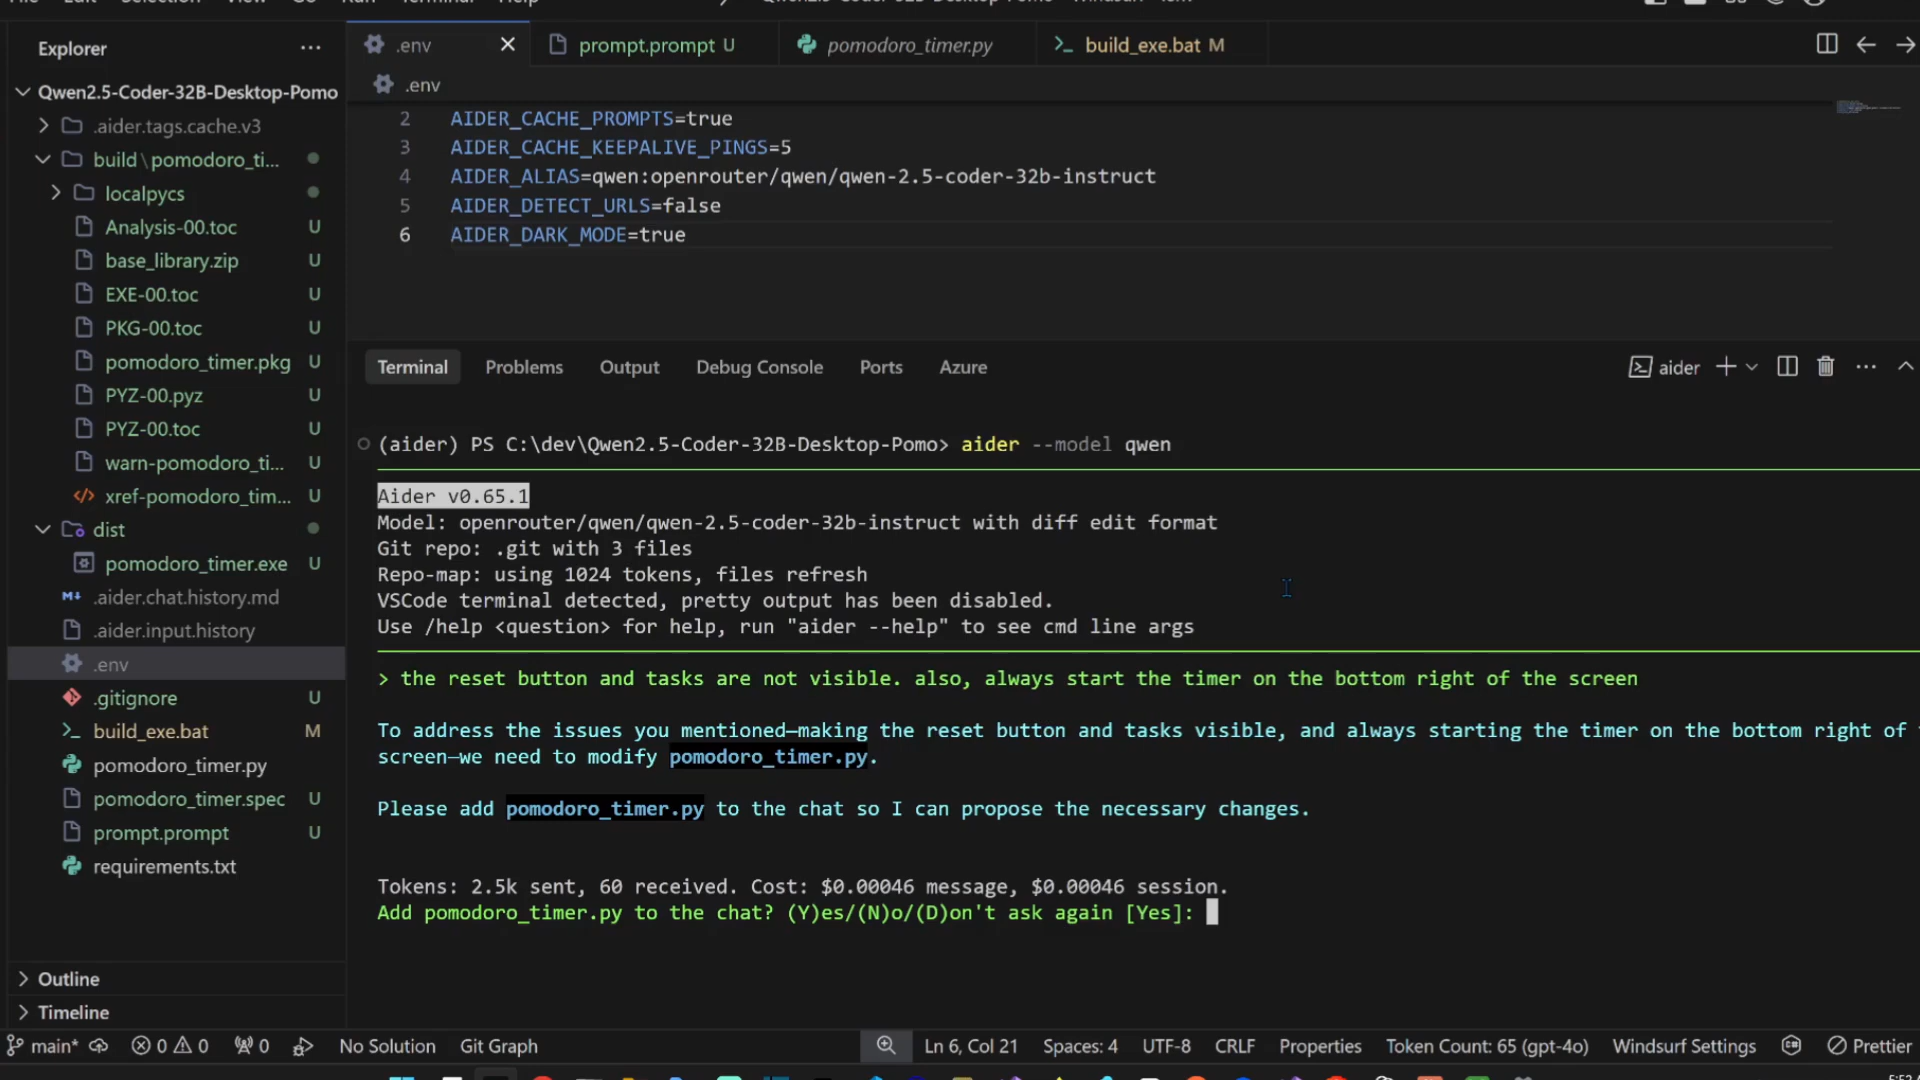 Explorer
Qwen2.5-Coder-32B-Desktop-Pomo
.aider.tags.cache.v3
build\pomodoro_ti...
localpycs
Analysis-00.toc U
base_library.zip U
EXE-00.toc U
PKG-00.toc U
pomodoro_timer.pkg U
PYZ-00.pyz U
PYZ-00.toc U
warn-pomodoro_ti... U
xref-pomodoro_tim... U
dist
pomodoro_timer.exe U
.aider.chat.history.md
.aider.input.history
.env
.gitignore U
build_exe.bat M
pomodoro_timer.py
pomodoro_timer.spec U
prompt.prompt U
requirements.txt
Outline
Timeline
.env prompt.prompt U pomodoro_timer.py build_exe.bat M
.env
2 AIDER_CACHE_PROMPTS=true
3 AIDER_CACHE_KEEPALIVE_PINGS=5
4 AIDER_ALIAS=qwen:openrouter/qwen/qwen-2.5-coder-32b-instruct
5 AIDER_DETECT_URLS=false
6 AIDER_DARK_MODE=true
Terminal Problems Output Debug Console Ports Azure aider
(aider) PS C:\dev\Qwen2.5-Coder-32B-Desktop-Pomo> aider --model qwen
Aider v0.65.1
Model: openrouter/qwen/qwen-2.5-coder-32b-instruct with diff edit format
Git repo: .git with 3 files
Repo-map: using 1024 tokens, files refresh
VSCode terminal detected, pretty output has been disabled.
Use /help <question> for help, run "aider --help" to see cmd line args
> the reset button and tasks are not visible. also, always start the timer on the bottom right of the screen
To address the issues you mentioned—making the reset button and tasks visible, and always starting the timer on the bottom right of
screen—we need to modify pomodoro_timer.py.
Please add pomodoro_timer.py to the chat so I can propose the necessary changes.
Tokens: 2.5k sent, 60 received. Cost: $0.00046 message, $0.00046 session.
Add pomodoro_timer.py to the chat? (Y)es/(N)o/(D)on't ask again [Yes]:
main* 0 0 0 No Solution Git Graph Ln 6, Col 21 Spaces: 4 UTF-8 CRLF Properties Token Count: 65 (gpt-4o) Windsurf Settings Prettier